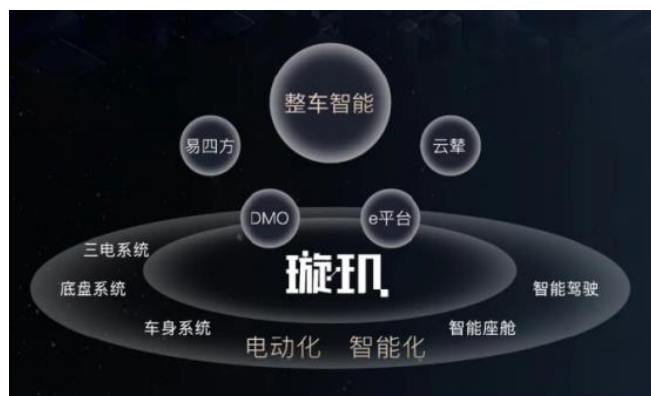 整车智能
易四方
云辇
DMO
e平台
三电系统
璇玑
底盘系统
智能驾驶
车身系统
智能座舱
电动化 智能化